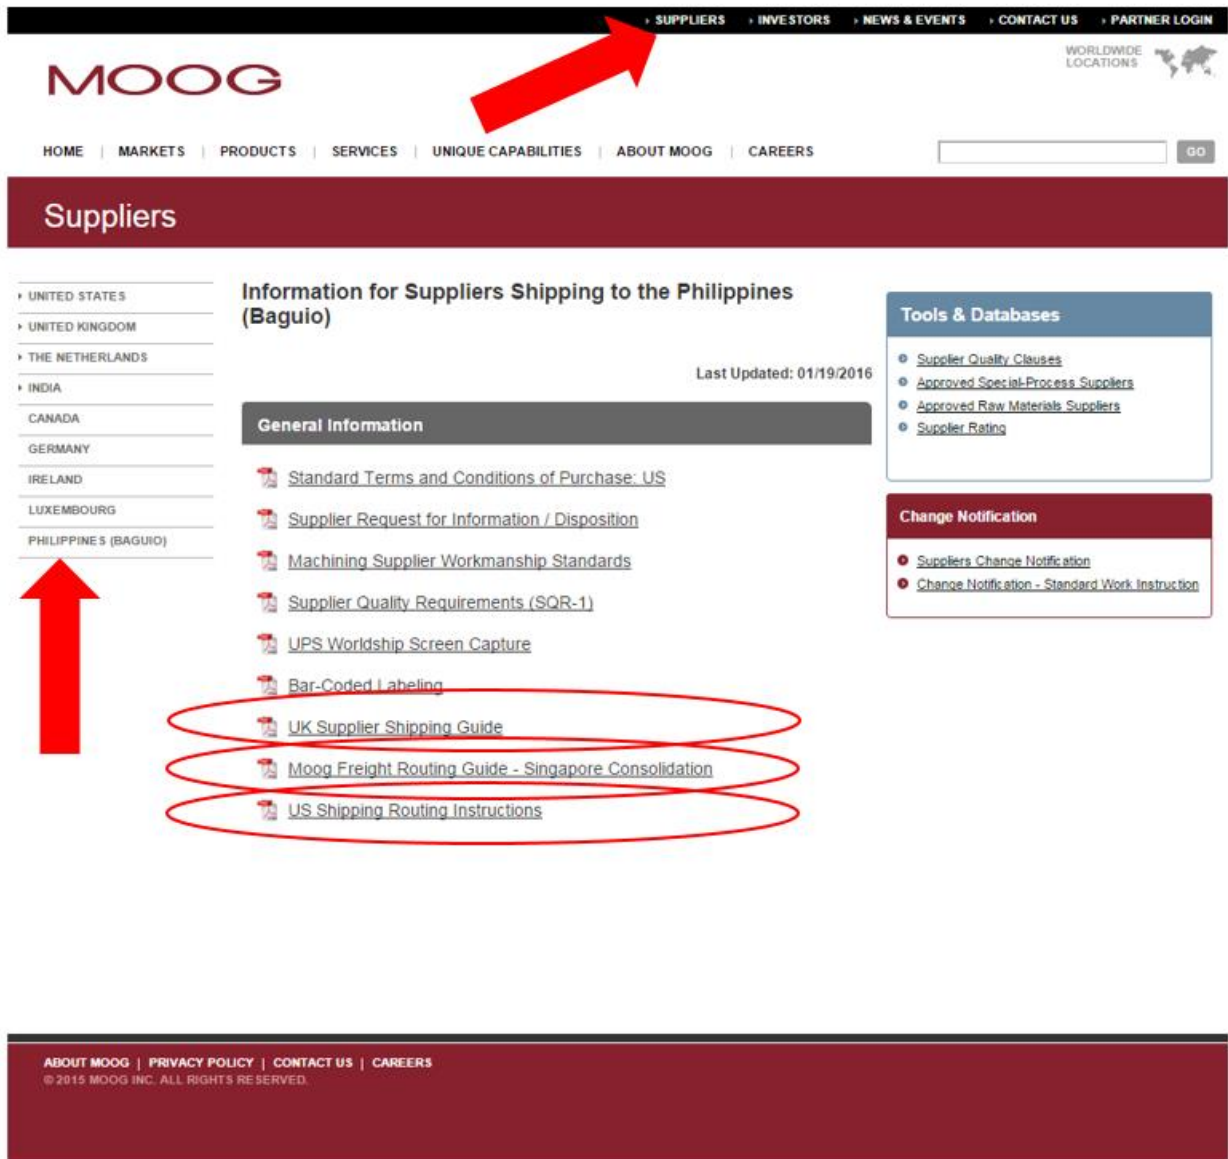 SUPPLIERS INVESTORS NEWS & EVENTS CONTACT US PARTNER LOGIN
WORLDWIDE
LOCATIONS
MOOG
HOME | MARKETS | PRODUCTS | SERVICES | UNIQUE CAPABILITIES | ABOUT MOOG | CAREERS
GO
Suppliers
UNITED STATES
UNITED KINGDOM
THE NETHERLANDS
INDIA
CANADA
GERMANY
IRELAND
LUXEMBOURG
PHILIPPINES (BAGUIO)
Information for Suppliers Shipping to the Philippines
(Baguio)
Last Updated: 01/19/2016
General Information
Standard Terms and Conditions of Purchase: US
Supplier Request for Information / Disposition
Machining Supplier Workmanship Standards
Supplier Quality Requirements (SQR-1)
UPS Worldship Screen Capture
Bar-Coded Labeling
UK Supplier Shipping Guide
Moog Freight Routing Guide - Singapore Consolidation
US Shipping Routing Instructions
Tools & Databases
Supplier Quality Clauses
Approved Special-Process Suppliers
Approved Raw Materials Suppliers
Supplier Rating
Change Notification
Suppliers Change Notification
Change Notification - Standard Work Instruction
ABOUT MOOG | PRIVACY POLICY | CONTACT US | CAREERS
© 2015 MOOG INC. ALL RIGHTS RESERVED.